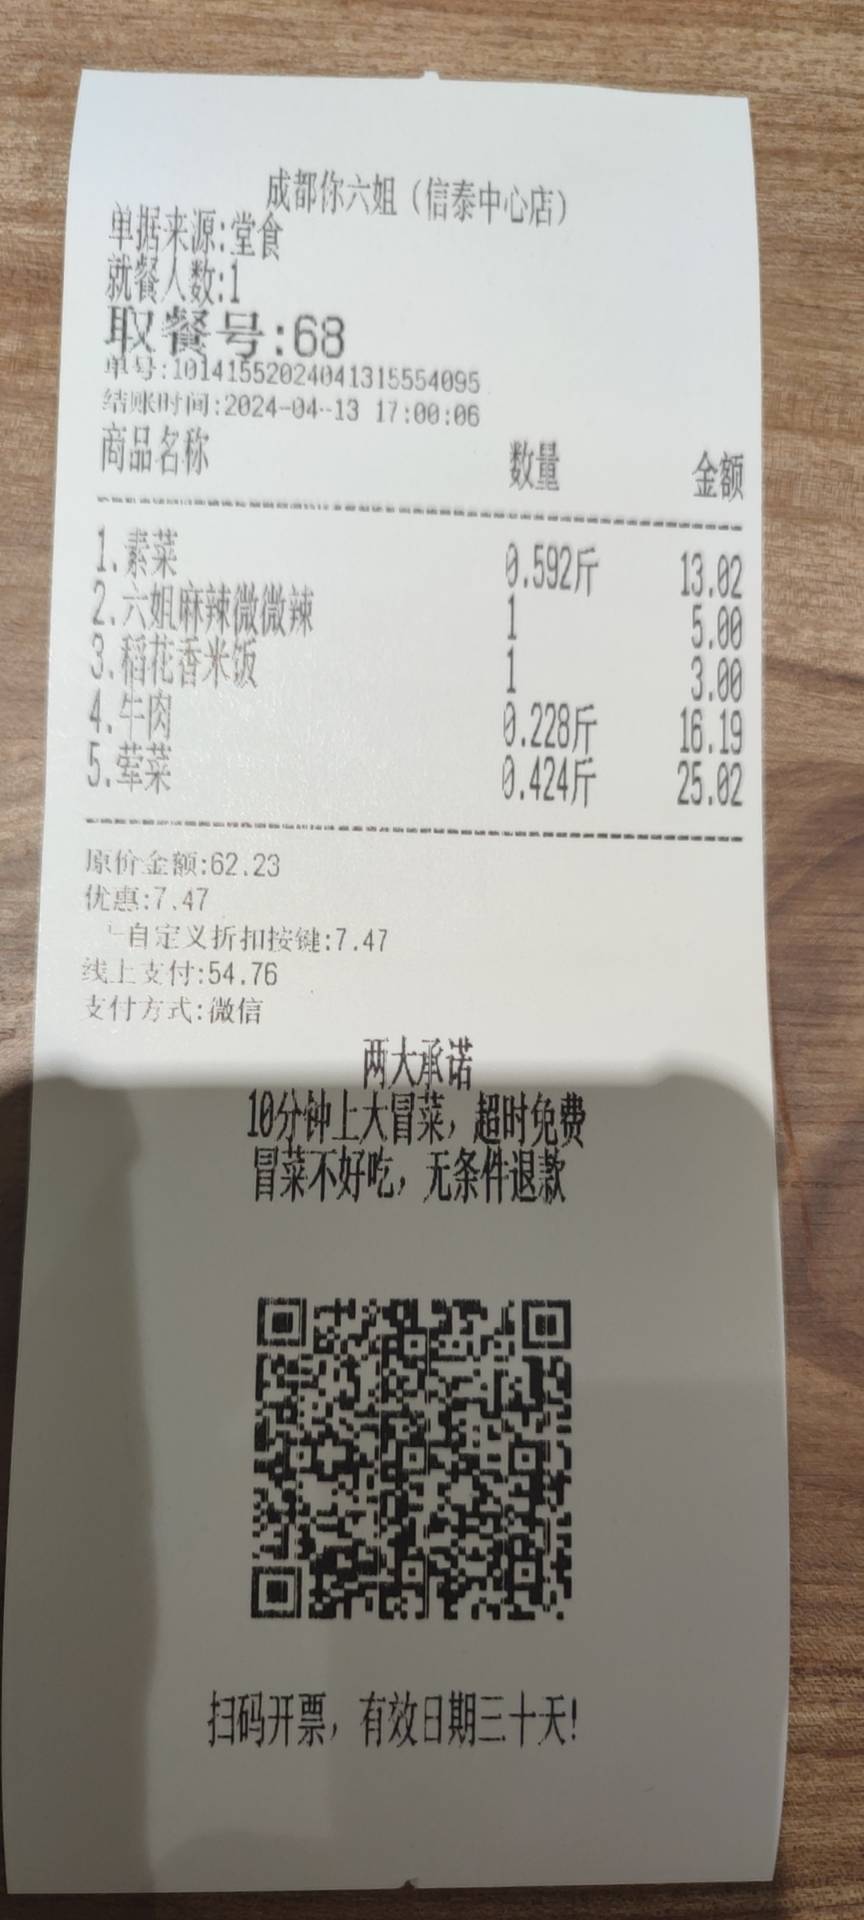 成都你六姐（信泰中心店）
单据来源:堂食
就餐人数:1
取餐号:68
单号:10141552024041315554095
结账时间:2024-04-13 17:00:06
商品名称 数量 金额
1.素菜 0.592斤 13.02
2.六姐麻辣微微辣 1 5.00
3.稻花香米饭 1 3.00
4.牛肉 0.228斤 16.19
5.荤菜 0.424斤 25.02
原价金额:62.23
优惠:7.47
└自定义折扣按键:7.47
线上支付:54.76
支付方式:微信
两大承诺
10分钟上大冒菜，超时免费
冒菜不好吃，无条件退款
扫码开票，有效日期三十天!